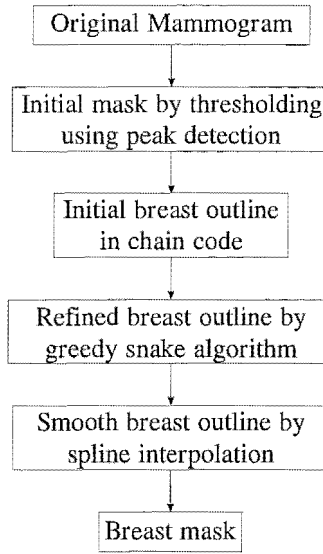 Original Mammogram
Initial mask by thresholding
using peak detection
Initial breast outline
in chain code
Refined breast outline by
greedy snake algorithm
Smooth breast outline by
spline interpolation
Breast mask